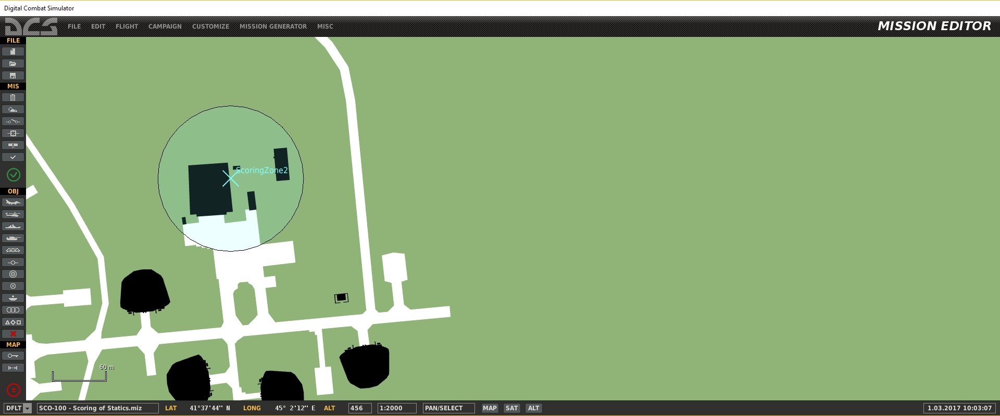 Digital Combat Simulator
DCS FILE EDIT FLIGHT CAMPAIGN CUSTOMIZE MISSION GENERATOR MISC MISSION EDITOR
FILE
MIS
ScoringZone2
OBJ
MAP
60 m
DFLT SCO-100 - Scoring of Statics.miz LAT 41°37'44'' N LONG 45° 2'12'' E ALT 456 1:2000 PAN/SELECT MAP SAT ALT 1.03.2017 10:03:07